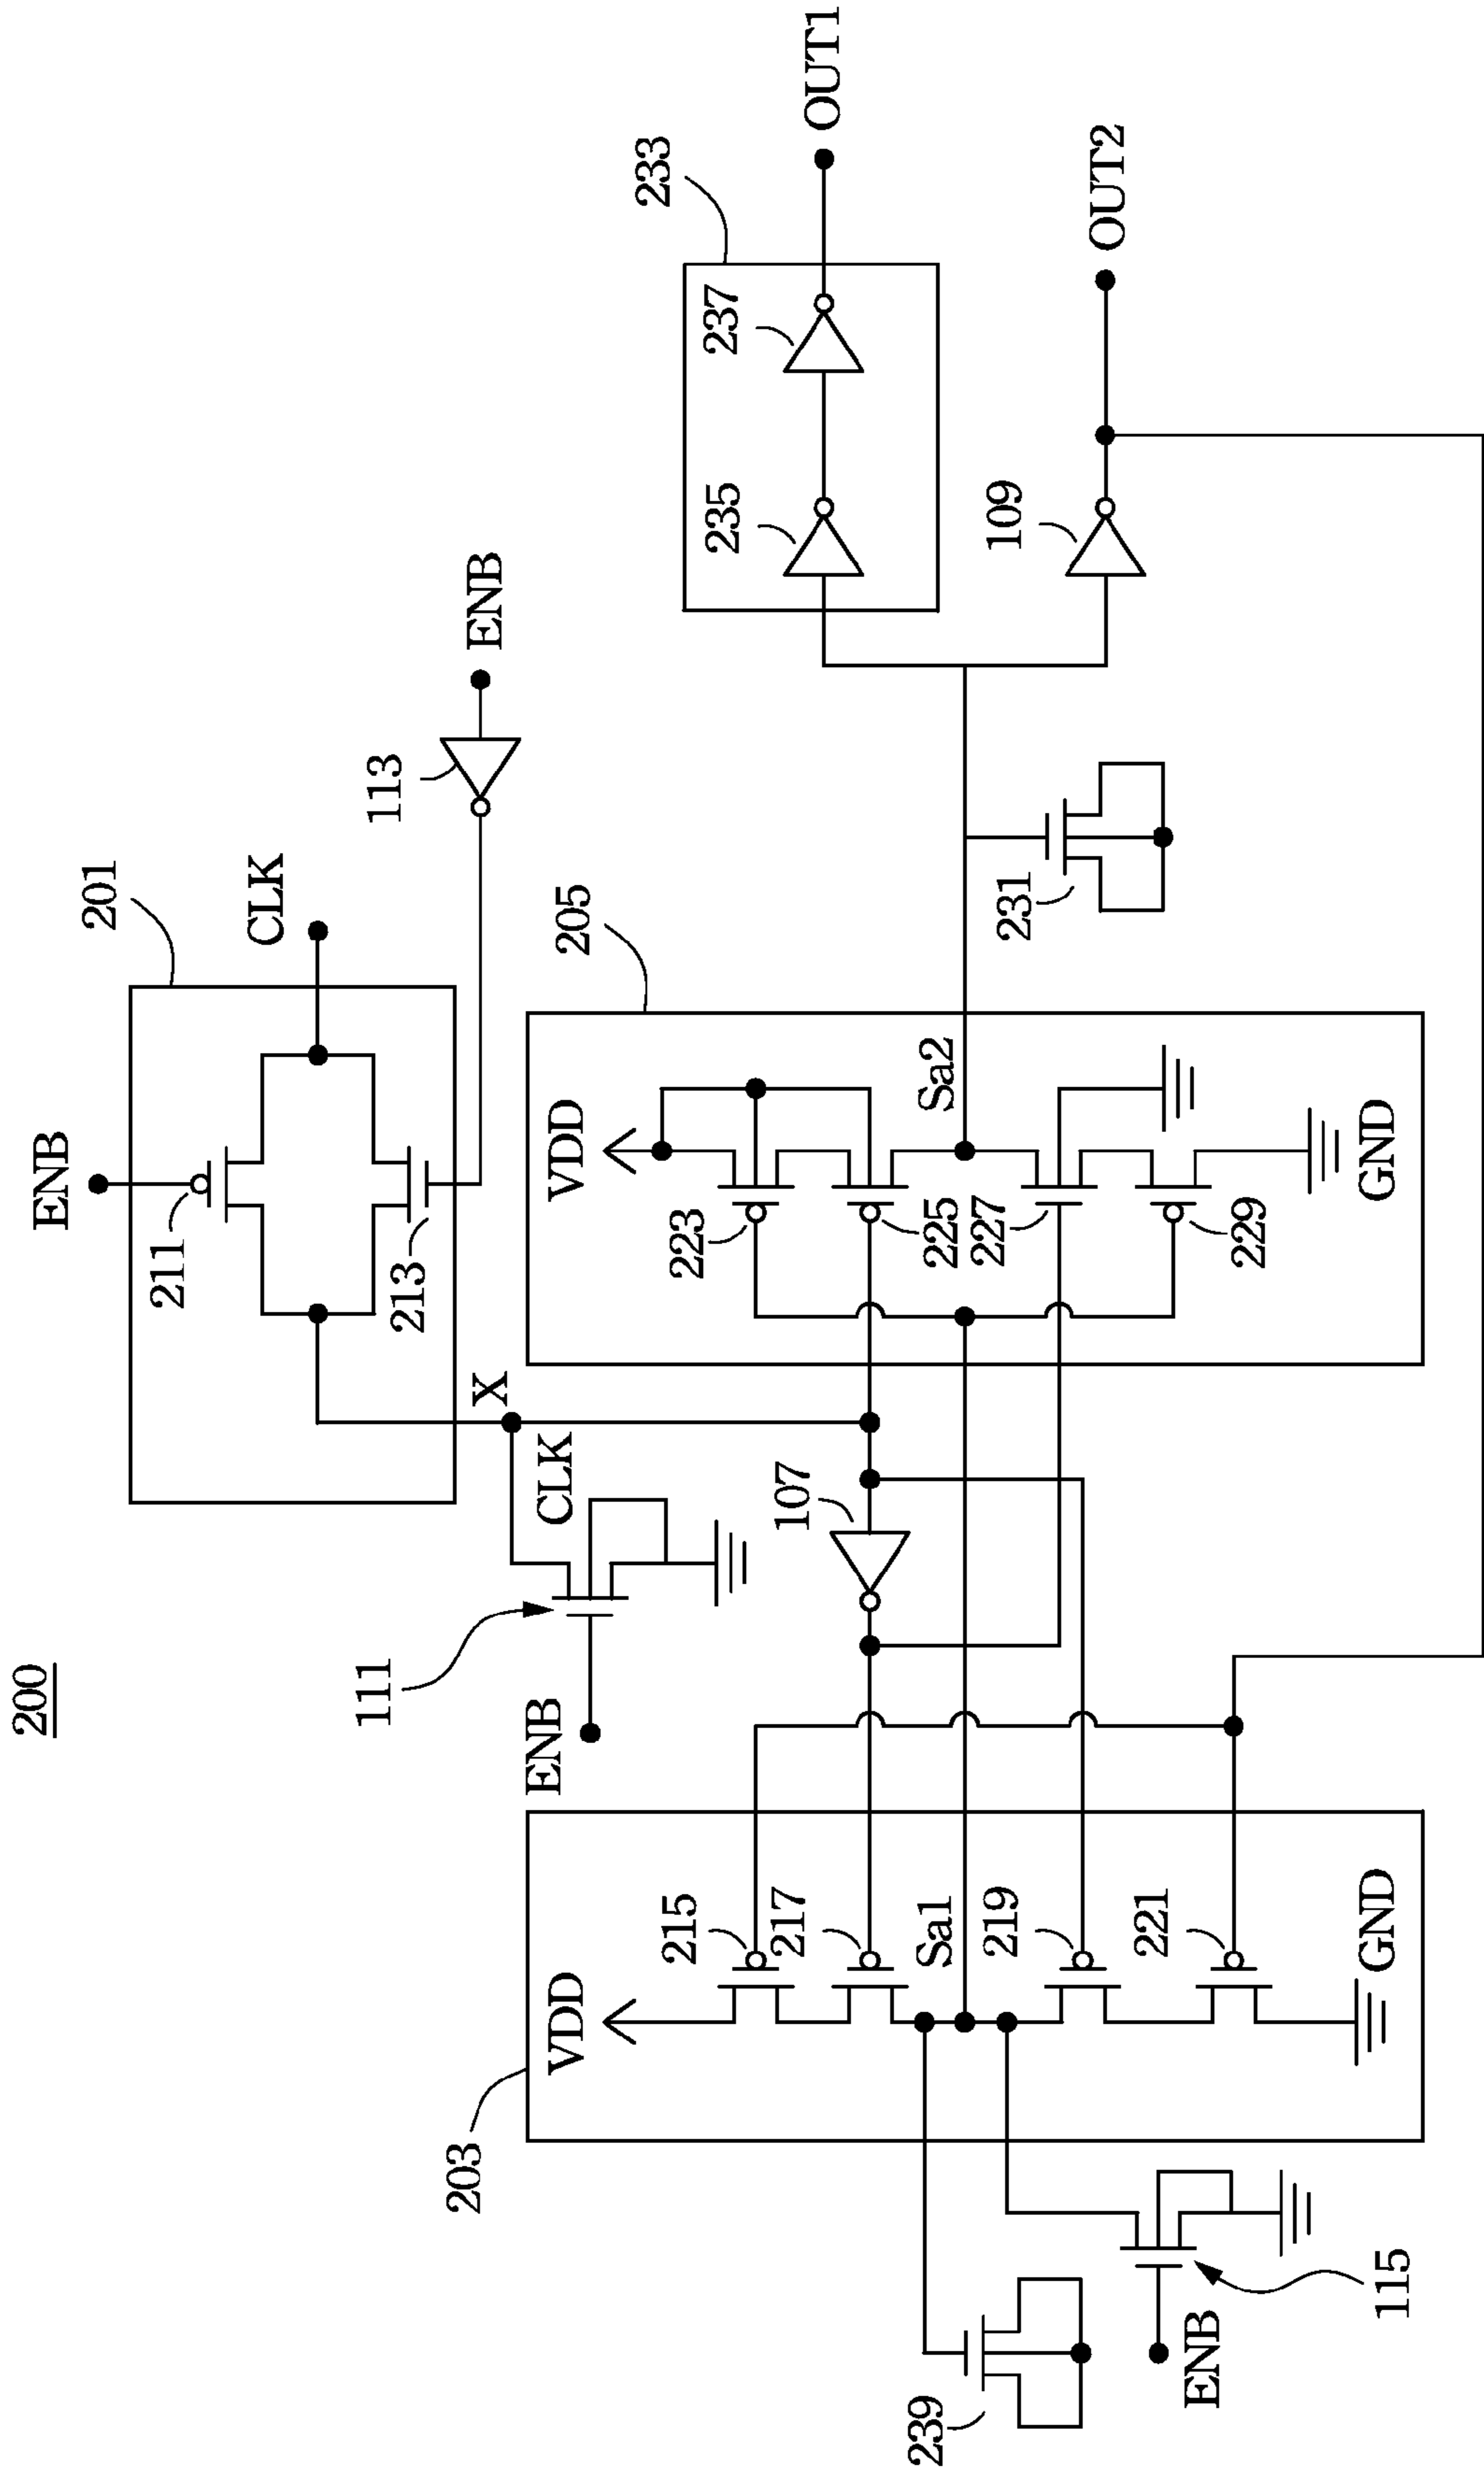 200
ENB
201
211
CLK
213
113
ENB
X
CLK
111
ENB
233
235
237
OUT1
109
OUT2
203
VDD
215
217
Sa1
219
221
GND
107
205
VDD
223
225
Sa2
227
229
GND
231
239
ENB
115